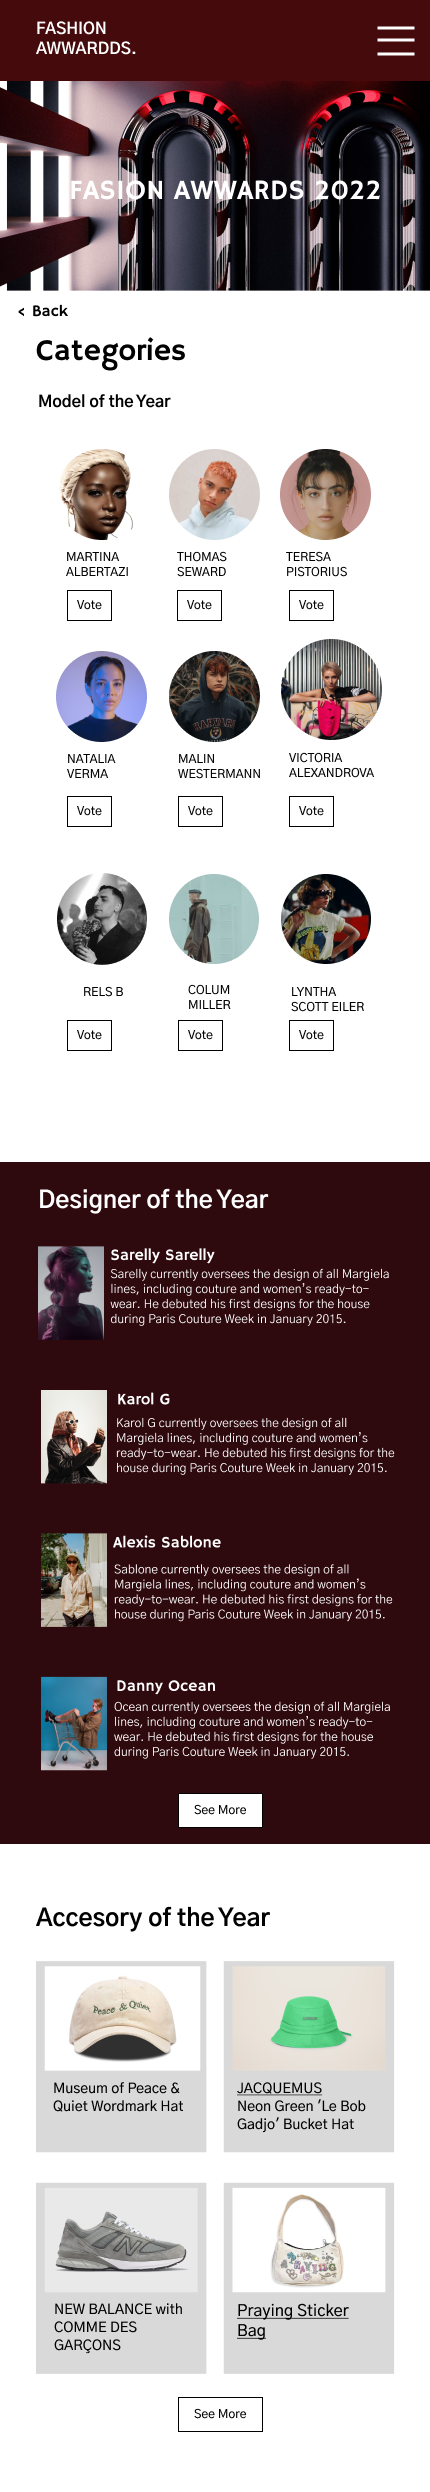 FASHION
AWWARDDS.
FASION AWWARDS 2022
< Back
Categories
Model of the Year
MARTINA
ALBERTAZI
Vote
THOMAS
SEWARD
Vote
TERESA
PISTORIUS
Vote
NATALIA
VERMA
Vote
MALIN
WESTERMANN
Vote
VICTORIA
ALEXANDROVA
Vote
RELS B
Vote
COLUM
MILLER
Vote
LYNTHA
SCOTT EILER
Vote
Designer of the Year
Sarelly Sarelly
Sarelly currently oversees the design of all Margiela
lines, including couture and women's ready-to-
wear. He debuted his first designs for the house
during Paris Couture Week in January 2015.
Karol G
Karol G currently oversees the design of all
Margiela lines, including couture and women's
ready-to-wear. He debuted his first designs for the
house during Paris Couture Week in January 2015.
Alexis Sablone
Sablone currently oversees the design of all
Margiela lines, including couture and women's
ready-to-wear. He debuted his first designs for the
house during Paris Couture Week in January 2015.
Danny Ocean
Ocean currently oversees the design of all Margiela
lines, including couture and women's ready-to-
wear. He debuted his first designs for the house
during Paris Couture Week in January 2015.
See More
Accesory of the Year
Peace & Quiet
Museum of Peace &
Quiet Wordmark Hat
JACQUEMUS
Neon Green 'Le Bob
Gadjo' Bucket Hat
NEW BALANCE with
COMME DES
GARÇONS
PRAYING
Praying Sticker
Bag
See More